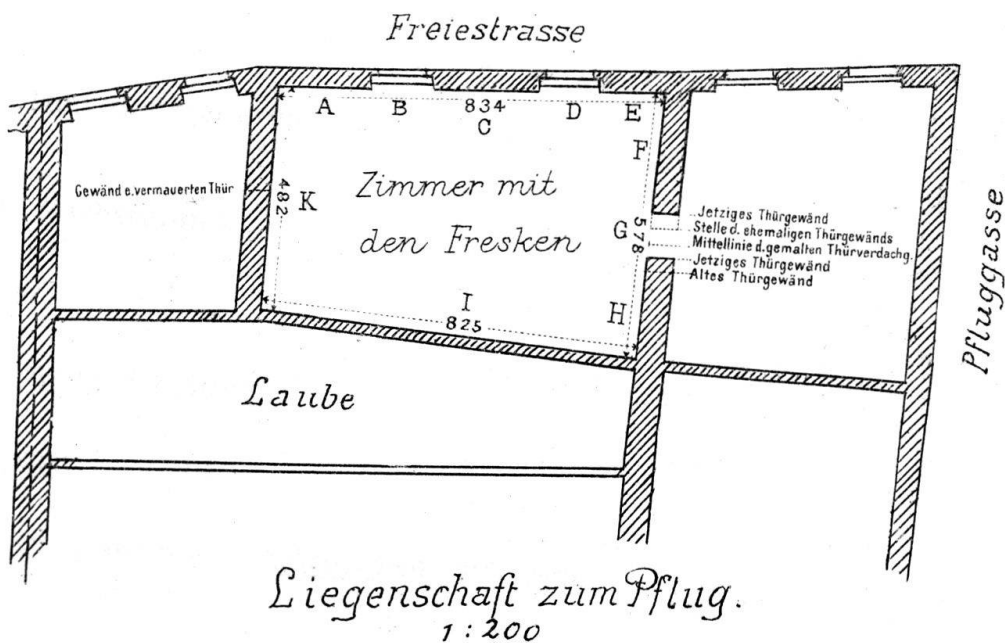 Freiestrasse
A B 834 D E
C
F
Gewänd e. vermauerten Thür
482
K
Zimmer mit
den Fresken
G
578
Jetziges Thürgewänd
Stelle d. ehemaligen Thürgewänds
Mittellinie d. gemalten Thürverdachg.
Jetziges Thürgewänd
Altes Thürgewänd
Pfluggasse
I
825
H
Laube
Liegenschaft zum Pflug.
1 : 200